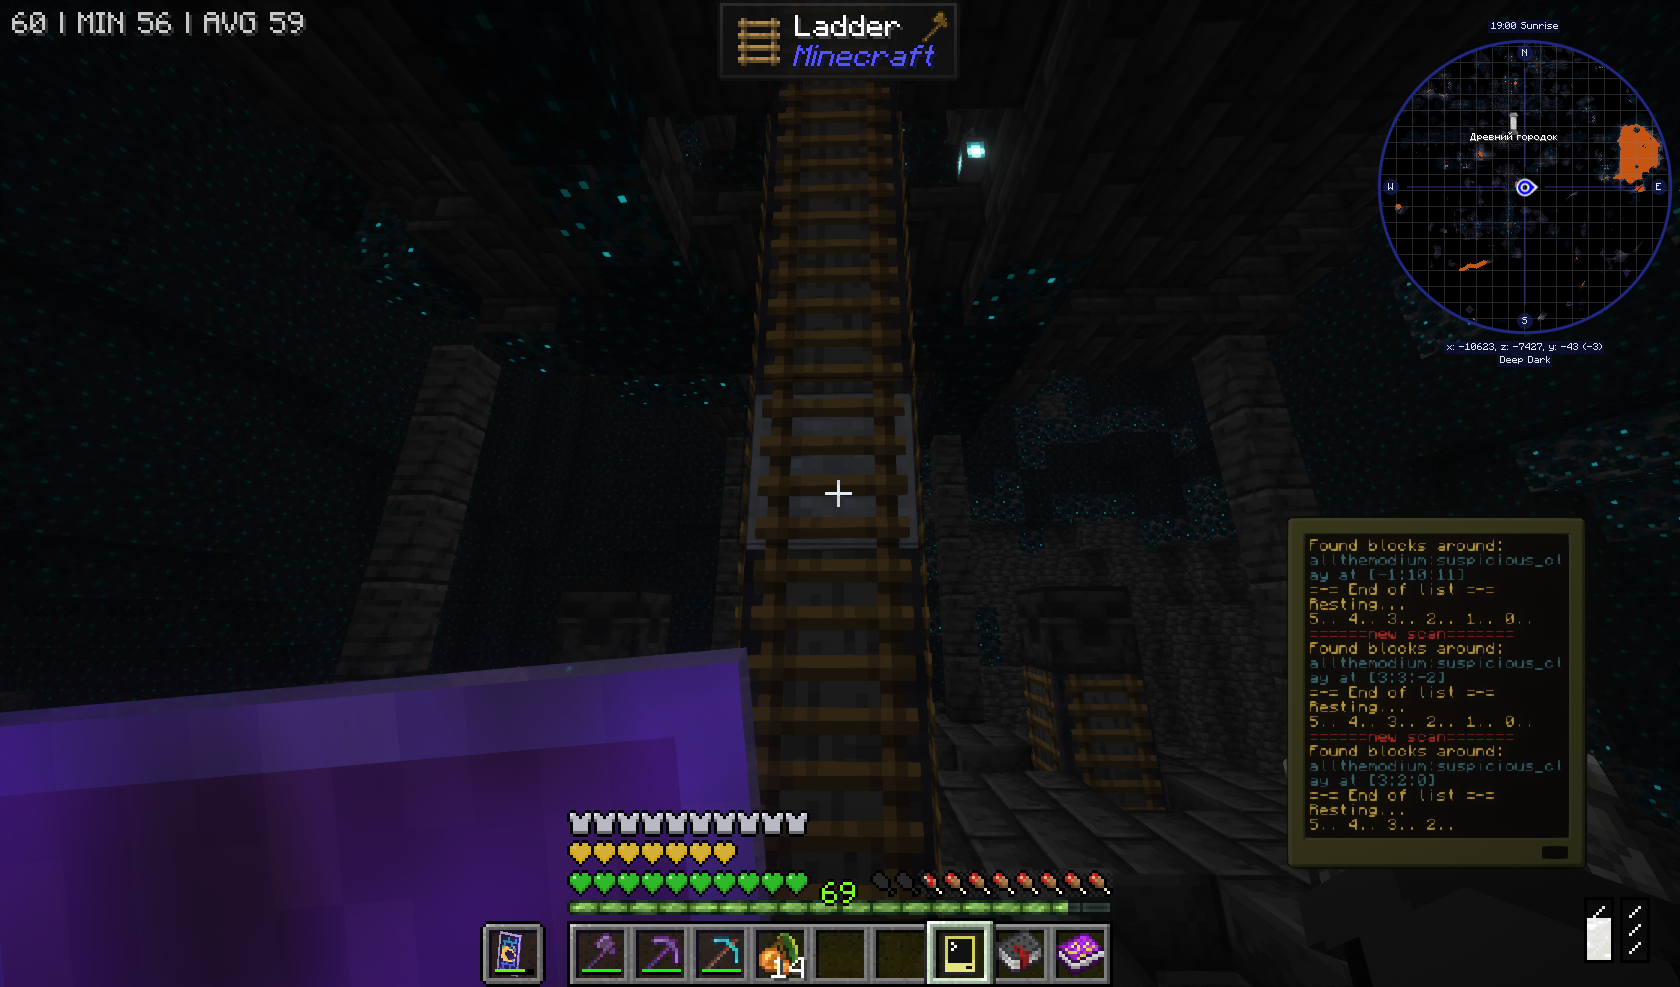 60 | MIN 56 | AVG 59
Ladder
Minecraft
19:00 Sunrise
N
Древний городок
W
E
S
x: -10623, z: -7427, y: -43 (-3)
Deep Dark
Found blocks around:
allthemodium:suspicious_cl
ay at [-1:10:11]
=-= End of list =-=
Resting...
5.. 4.. 3.. 2.. 1.. 0..
======new scan=======
Found blocks around:
allthemodium:suspicious_cl
ay at [3:3:-2]
=-= End of list =-=
Resting...
5.. 4.. 3.. 2.. 1.. 0..
======new scan=======
Found blocks around:
allthemodium:suspicious_cl
ay at [3:2:0]
=-= End of list =-=
Resting...
5.. 4.. 3.. 2..
69
14